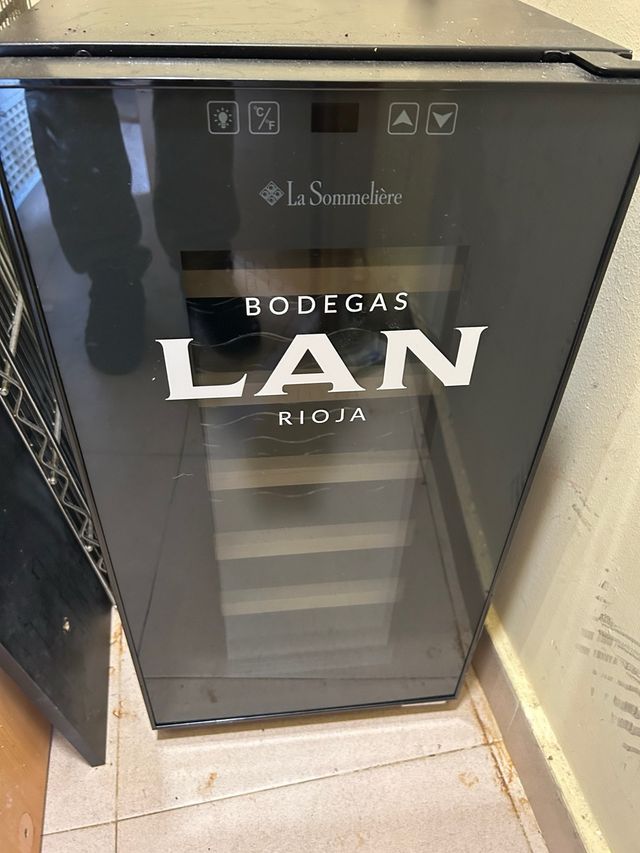 °C/°F
La Sommelière
BODEGAS
LAN
RIOJA